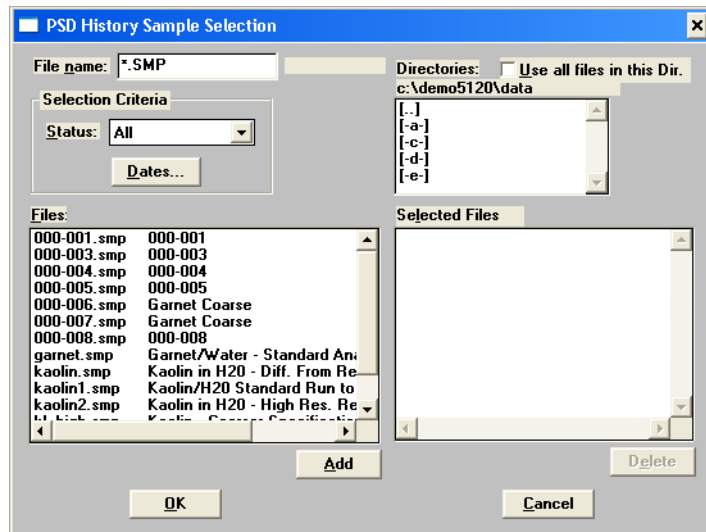 PSD History Sample Selection
File name: *.SMP
Directories: Use all files in this Dir.
c:\demo5120\data
Selection Criteria
Status: All
Dates...
[..]
[-a-]
[-c-]
[-d-]
[-e-]
Files:
Selected Files
000-001.smp 000-001
000-003.smp 000-003
000-004.smp 000-004
000-005.smp 000-005
000-006.smp Garnet Coarse
000-007.smp Garnet Coarse
000-008.smp 000-008
garnet.smp Garnet/Water - Standard Ana
kaolin.smp Kaolin in H20 - Diff. From Re
kaolin1.smp Kaolin/H20 Standard Run to
kaolin2.smp Kaolin in H20 - High Res. Re
Add
Delete
OK
Cancel